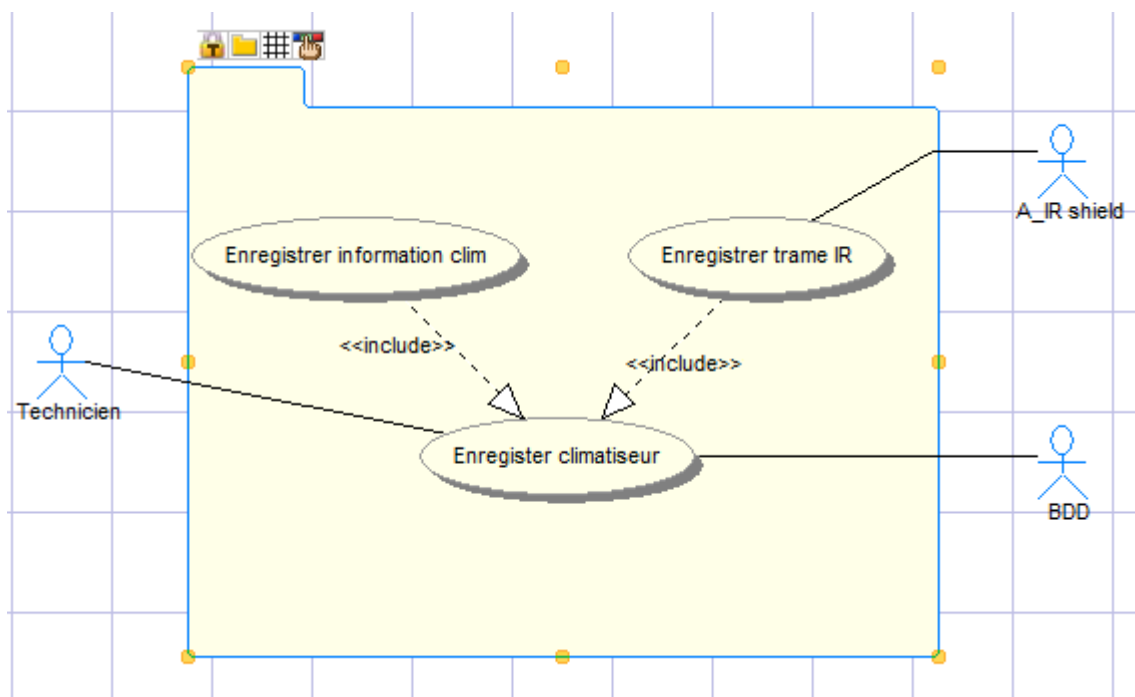 A_IR shield
Enregistrer information clim
Enregistrer trame IR
<<include>>
<<include>>
Technicien
Enregister climatiseur
BDD